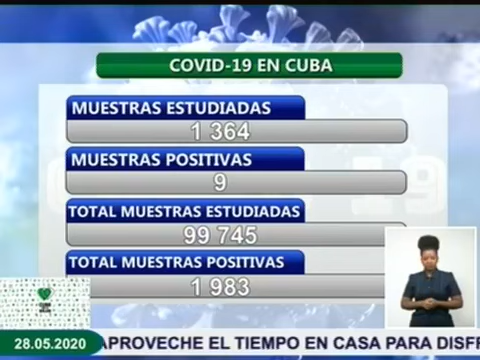 COVID-19 EN CUBA
MUESTRAS ESTUDIADAS
1 364
MUESTRAS POSITIVAS
9
TOTAL MUESTRAS ESTUDIADAS
99 745
TOTAL MUESTRAS POSITIVAS
1 983
28.05.2020
APROVECHE EL TIEMPO EN CASA PARA DISF